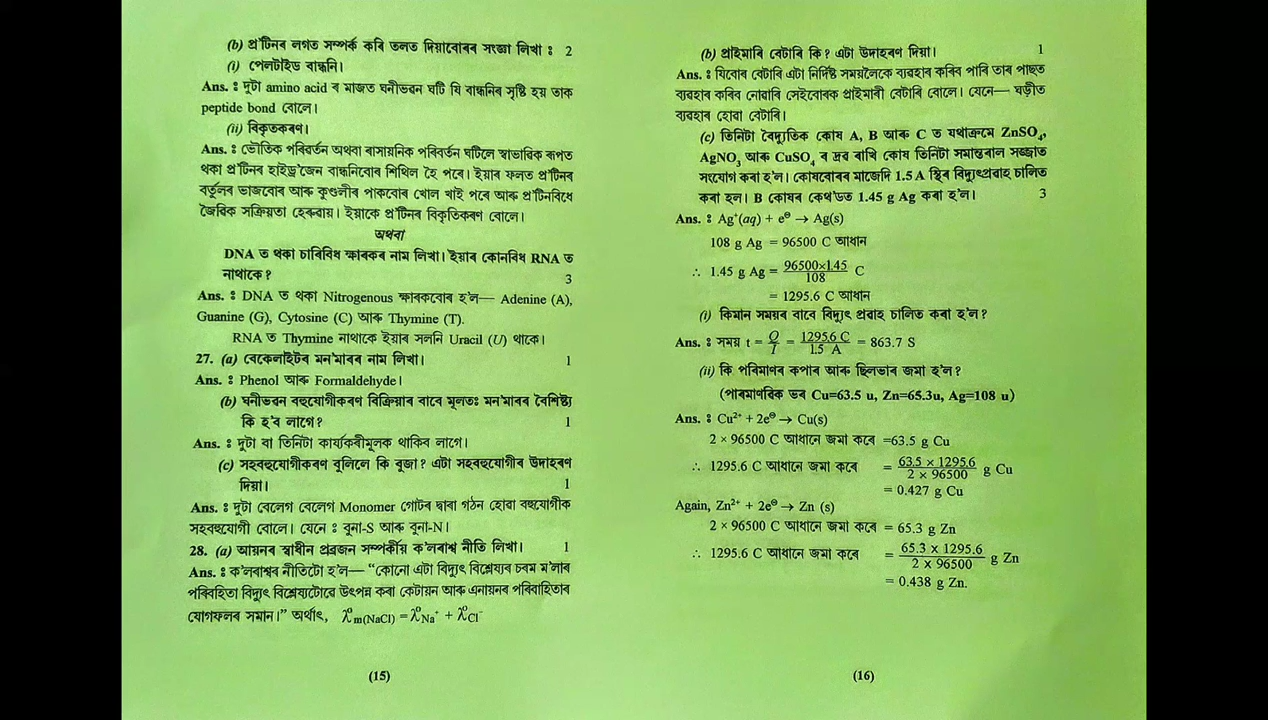 (b) প্ৰ'টিনৰ লগত সম্পৰ্ক কৰি তলত দিয়াবোৰৰ সংজ্ঞা লিখা : 2
(i) পেলটাইড বান্ধনি।
Ans. : দুটা amino acid ৰ মাজত ঘনীভৱন ঘটি যি বান্ধনিৰ সৃষ্টি হয় তাক
peptide bond বোলে।
(ii) বিকৃতকৰণ।
Ans. : ভৌতিক পৰিৱৰ্তন অথবা ৰাসায়নিক পৰিবৰ্তন ঘটিলে স্বাভাৱিক ৰূপত
থকা প্ৰ'টিনৰ হাইড্ৰ'জেন বান্ধনিবোৰ শিথিল হৈ পৰে। ইয়াৰ ফলত প্ৰ'টিনৰ
বৰ্তুলৰ ভাজবোৰ আৰু কুণ্ডলীৰ পাকবোৰ খোল খাই পৰে আৰু প্ৰ'টিনবিধে
জৈৱিক সক্ৰিয়তা হেৰুৱায়। ইয়াকে প্ৰ'টিনৰ বিকৃতিকৰণ বোলে।
অথবা
DNA ত থকা চাৰিবিধ ক্ষাৰকৰ নাম লিখা। ইয়াৰ কোনবিধ RNA ত
নাথাকে? 3
Ans. : DNA ত থকা Nitrogenous ক্ষাৰকবোৰ হ'ল— Adenine (A),
Guanine (G), Cytosine (C) আৰু Thymine (T).
RNA ত Thymine নাথাকে ইয়াৰ সলনি Uracil (U) থাকে।
27. (a) বেকেলাইটৰ মন'মাৰৰ নাম লিখা। 1
Ans. : Phenol আৰু Formaldehyde।
(b) ঘনীভৱন বহুযোগীকৰণ বিক্ৰিয়াৰ বাবে মূলতঃ মন'মাৰৰ বৈশিষ্ট্য
কি হ'ব লাগে? 1
Ans. : দুটা বা তিনিটা কাৰ্য্যকৰীমূলক থাকিব লাগে।
(c) সহবহুযোগীকৰণ বুলিলে কি বুজা? এটা সহবহুযোগীৰ উদাহৰণ
দিয়া। 1
Ans. : দুটা বেলেগ বেলেগ Monomer গোটৰ দ্বাৰা গঠন হোৱা বহুযোগীক
সহবহুযোগী বোলে। যেনে : বুনা-S আৰু বুনা-N।
28. (a) আয়নৰ স্বাধীন প্ৰব্ৰজন সম্পৰ্কীয় ক'লৰাশ্ব নীতি লিখা। 1
Ans. : ক'লৰাশ্বৰ নীতিটো হ'ল— “কোনো এটা বিদ্যুৎ বিশ্লেষ্যৰ চৰম ম'লাৰ
পৰিবহিতা বিদ্যুৎ বিশ্লেষ্যটোৱে উৎপন্ন কৰা কেটায়ন আৰু এনায়নৰ পৰিবাহিতাৰ
যোগফলৰ সমান।” অৰ্থাৎ, λ⁰m(NaCl) = λ⁰Na⁺ + λ⁰Cl⁻
(15)
(b) প্ৰাইমাৰি বেটাৰি কি? এটা উদাহৰণ দিয়া। 1
Ans. : যিবোৰ বেটাৰি এটা নিৰ্দিষ্ট সময়লৈকে ব্যৱহাৰ কৰিব পাৰি তাৰ পাছত
ব্যৱহাৰ কৰিব নোৱাৰি সেইবোৰক প্ৰাইমাৰী বেটাৰি বোলে। যেনে— ঘড়ীত
ব্যৱহাৰ হোৱা বেটাৰি।
(c) তিনিটা বৈদ্যুতিক কোষ A, B আৰু C ত যথাক্ৰমে ZnSO₄,
AgNO₃ আৰু CuSO₄ ৰ দ্ৰৱ ৰাখি কোষ তিনিটা সমান্তৰাল সজ্জাত
সংযোগ কৰা হ'ল। কোষবোৰৰ মাজেদি 1.5 A স্থিৰ বিদ্যুৎপ্ৰৱাহ চালিত
কৰা হল। B কোষৰ কেথ'ডত 1.45 g Ag কৰা হ'ল। 3
Ans. : Ag⁺(aq) + e⊖ → Ag(s)
108 g Ag = 96500 C আধান
∴ 1.45 g Ag = 96500×1.45 / 108 C
= 1295.6 C আধান
(i) কিমান সময়ৰ বাবে বিদ্যুৎ প্ৰৱাহ চালিত কৰা হ'ল?
Ans. : সময় t = Q / I = 1295.6 C / 1.5 A = 863.7 S
(ii) কি পৰিমাণৰ কপাৰ আৰু ছিলভাৰ জমা হ'ল?
(পাৰমাণৱিক ভৰ Cu=63.5 u, Zn=65.3u, Ag=108 u)
Ans. : Cu²⁺ + 2e⊖ → Cu(s)
2 × 96500 C আধানে জমা কৰে =63.5 g Cu
∴ 1295.6 C আধানে জমা কৰে = 63.5 × 1295.6 / 2 × 96500 g Cu
= 0.427 g Cu
Again, Zn²⁺ + 2e⊖ → Zn (s)
2 × 96500 C আধানে জমা কৰে = 65.3 g Zn
∴ 1295.6 C আধানে জমা কৰে = 65.3 x 1295.6 / 2 × 96500 g Zn
= 0.438 g Zn.
(16)